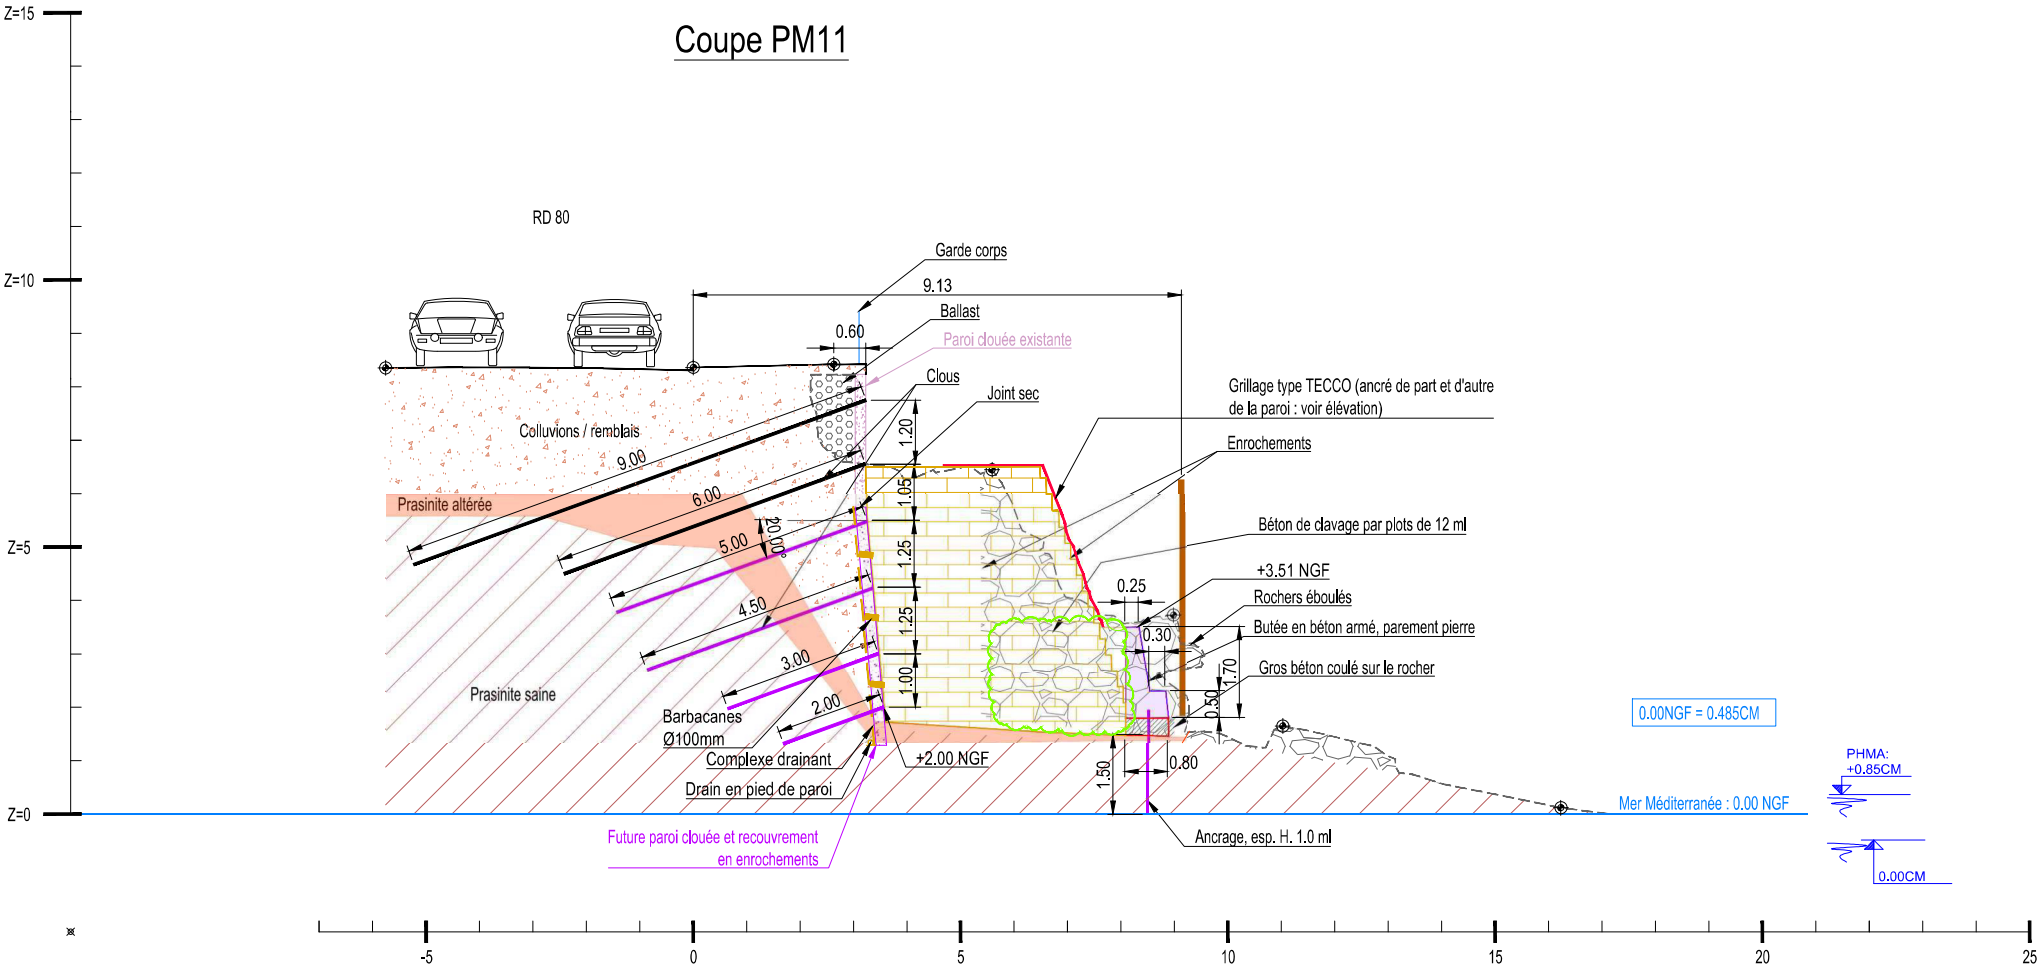 Z=15
Coupe PM11
RD 80
Z=10
Garde corps
9.13
Ballast
0.60
Paroi clouée existante
Clous
Joint sec
Grillage type TECCO (ancré de part et d'autre
de la paroi : voir élévation)
Enrochements
Colluvions / remblais
1.20
9.00
6.00
1.05
Prasinite altérée
Béton de clavage par plots de 12 ml
Z=5
5.00
20.00°
1.25
+3.51 NGF
0.25
Rochers éboulés
4.50
1.25
Butée en béton armé, parement pierre
0.30
3.00
1.70
Gros béton coulé sur le rocher
Prasinite saine
1.00
0.50
2.00
Barbacanes
Ø100mm
0.00NGF = 0.485CM
Complexe drainant
+2.00 NGF
0.80
1.50
PHMA:
+0.85CM
Drain en pied de paroi
Mer Méditerranée : 0.00 NGF
Z=0
Future paroi clouée et recouvrement
en enrochements
Ancrage, esp. H. 1.0 ml
0.00CM
-5
0
5
10
15
20
25